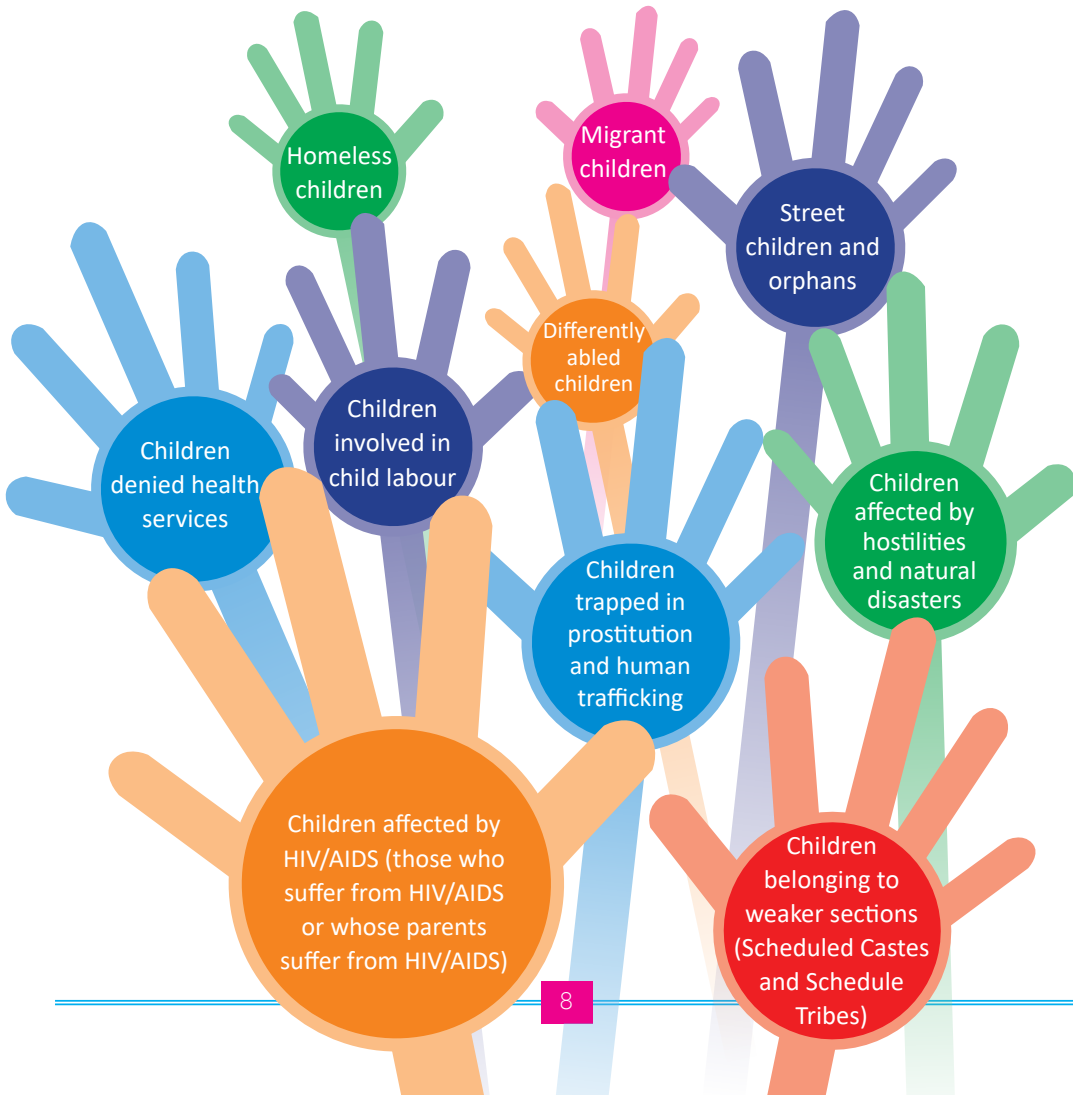 Homeless
children
Migrant
children
Street
children and
orphans
Differently
abled
children
Children
denied health
services
Children
involved in
child labour
Children
affected by
hostilities
and natural
disasters
Children
trapped in
prostitution
and human
trafficking
Children affected by
HIV/AIDS (those who
suffer from HIV/AIDS
or whose parents
suffer from HIV/AIDS)
Children
belonging to
weaker sections
(Scheduled Castes
and Schedule
Tribes)
8